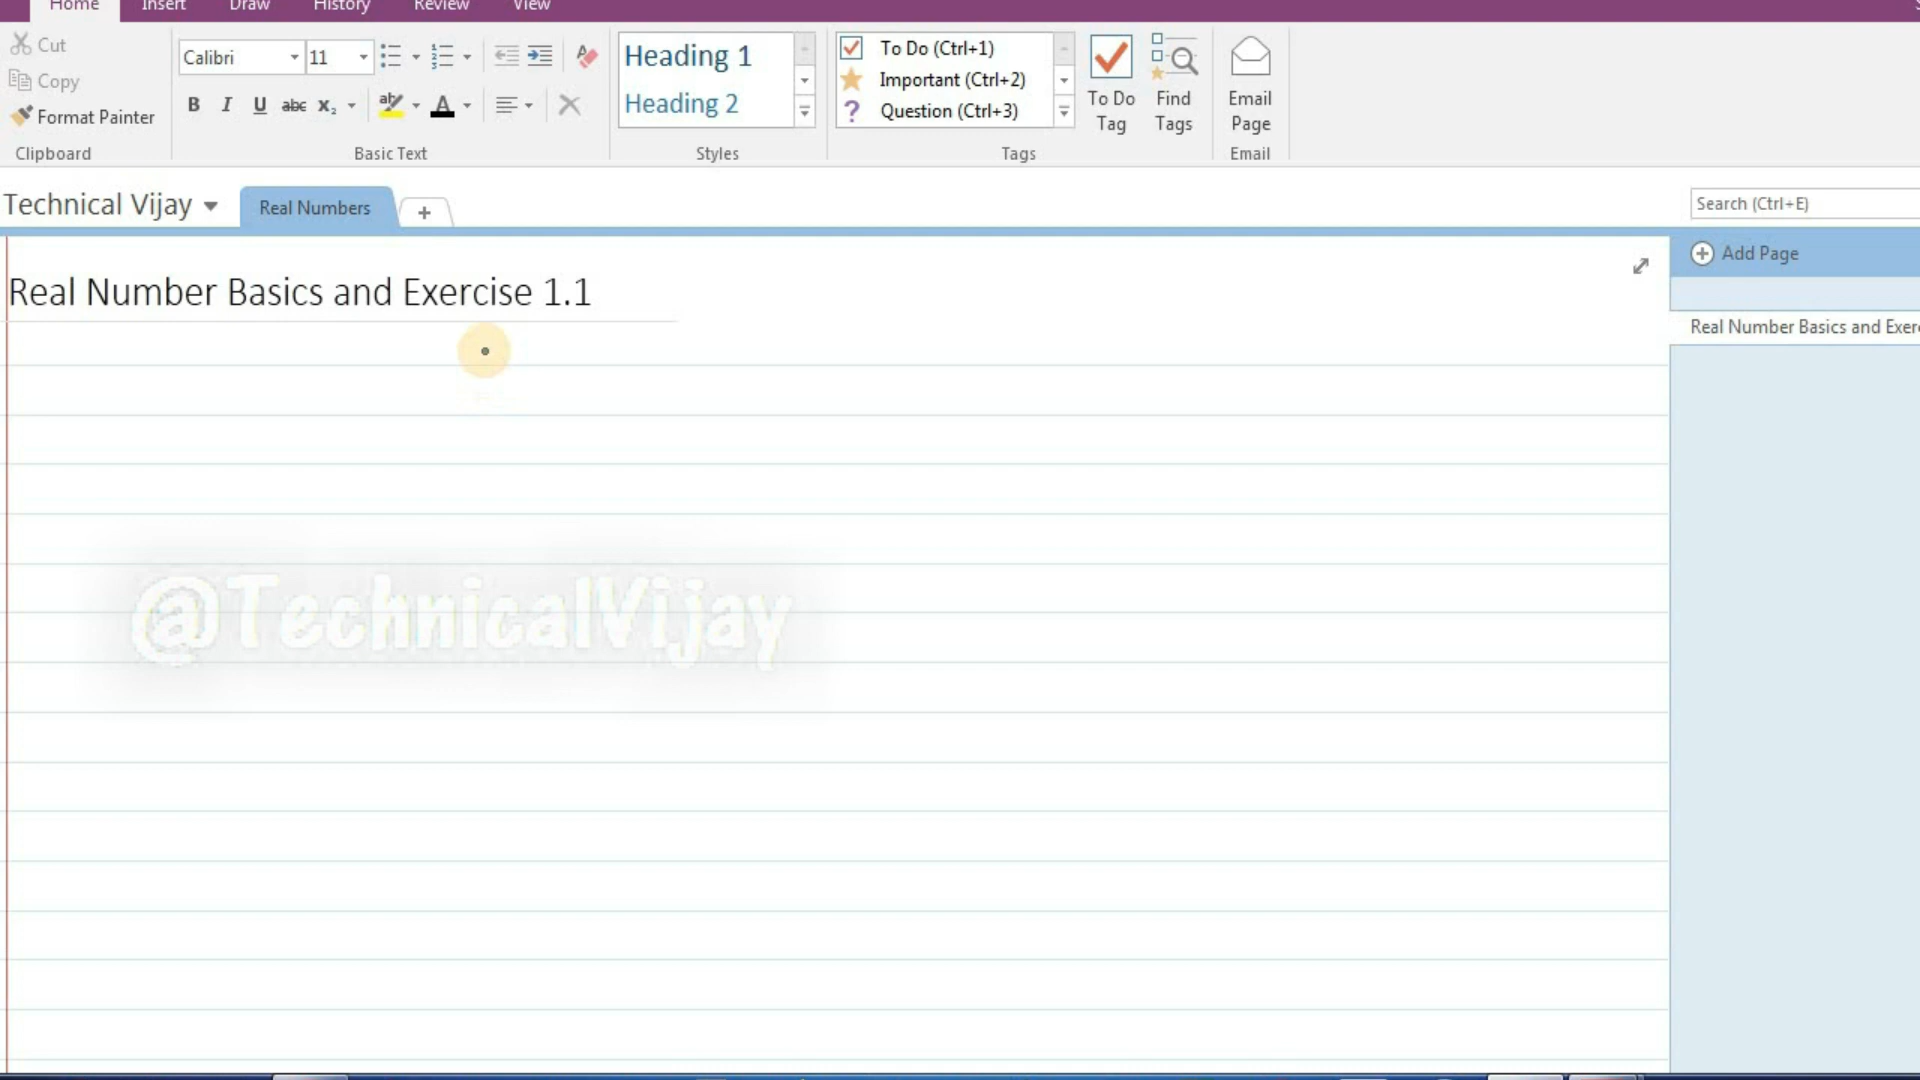 Home Insert Draw History Review View
Cut
Copy
Format Painter
Clipboard
Calibri 11
B I U abc X₂ ab A
Basic Text
Heading 1
Heading 2
Styles
To Do (Ctrl+1)
Important (Ctrl+2)
Question (Ctrl+3)
Tags
To Do
Tag
Find
Tags
Email
Page
Email
Technical Vijay
Real Numbers
Search (Ctrl+E)
Add Page
Real Number Basics and Exercise 1.1
Real Number Basics and Exer
@TechnicalVijay